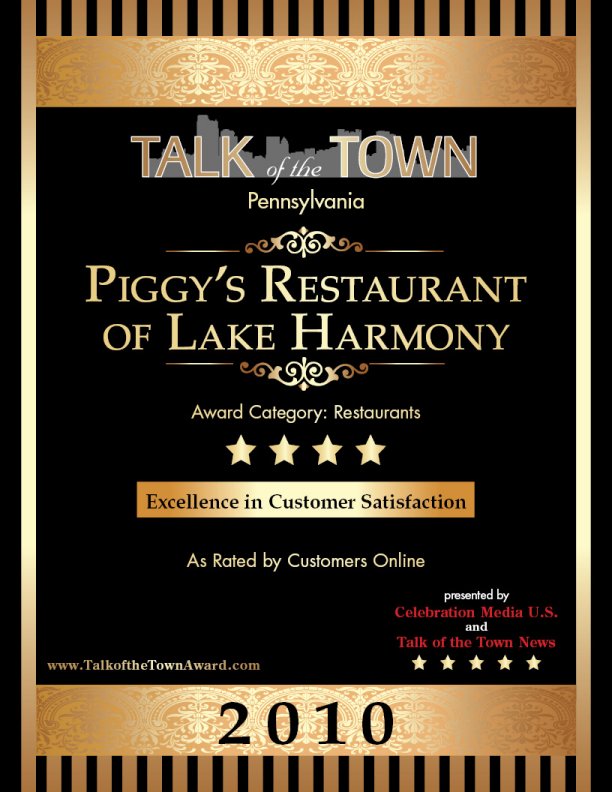 TALK of the TOWN
Pennsylvania
PIGGY'S RESTAURANT
OF LAKE HARMONY
Award Category: Restaurants
Excellence in Customer Satisfaction
As Rated by Customers Online
presented by
Celebration Media U.S.
and
Talk of the Town News
www.TalkoftheTownAward.com
2010